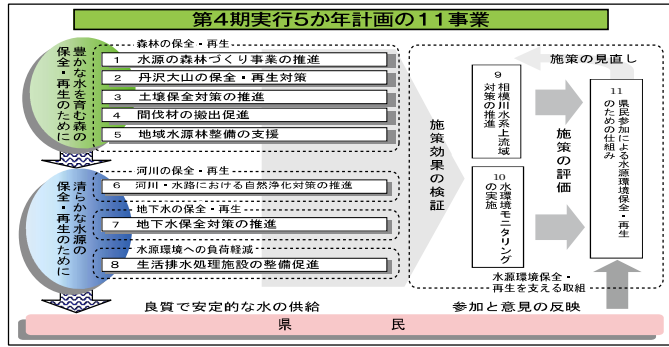 第4期実行5か年計画の11事業
豊かな水を育む森の
保全・再生のために
森林の保全・再生
1 水源の森林づくり事業の推進
2 丹沢大山の保全・再生対策
3 土壌保全対策の推進
4 間伐材の搬出促進
5 地域水源林整備の支援
清らかな水源の
保全・再生のために
河川の保全・再生
6 河川・水路における自然浄化対策の推進
地下水の保全・再生
7 地下水保全対策の推進
水源環境への負荷軽減
8 生活排水処理施設の整備促進
施策効果の検証
9 相模川水系上流域
対策の推進
10 水環境モニタリング
の実施
施策の評価
施策の見直し
11 県民参加による水源環境保全・再生
のための仕組み
水源環境保全・
再生を支える取組
良質で安定的な水の供給
参加と意見の反映
県 民